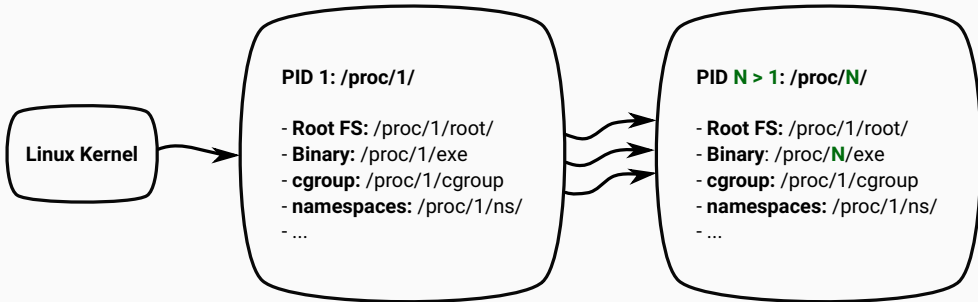 Linux Kernel
PID 1: /proc/1/
- Root FS: /proc/1/root/
- Binary: /proc/1/exe
- cgroup: /proc/1/cgroup
- namespaces: /proc/1/ns/
- ...
PID N > 1: /proc/N/
- Root FS: /proc/1/root/
- Binary: /proc/N/exe
- cgroup: /proc/1/cgroup
- namespaces: /proc/1/ns/
- ...